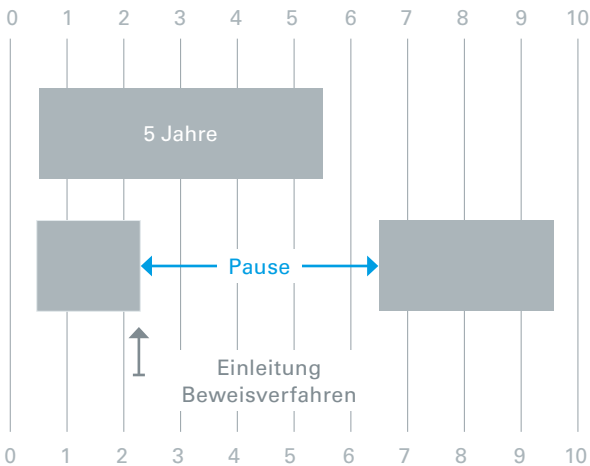 0 1 2 3 4 5 6 7 8 9 10
5 Jahre
Pause
Einleitung
Beweisverfahren
0 1 2 3 4 5 6 7 8 9 10